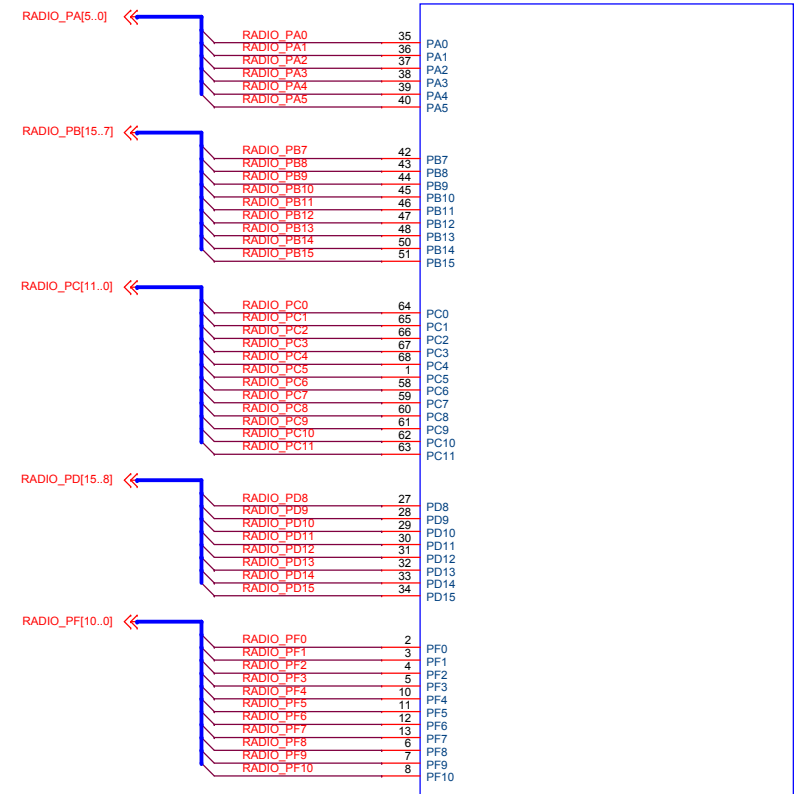 RADIO_PA[5..0]
RADIO_PA0 35 PA0
RADIO_PA1 36 PA1
RADIO_PA2 37 PA2
RADIO_PA3 38 PA3
RADIO_PA4 39 PA4
RADIO_PA5 40 PA5
RADIO_PB[15..7]
RADIO_PB7 42 PB7
RADIO_PB8 43 PB8
RADIO_PB9 44 PB9
RADIO_PB10 45 PB10
RADIO_PB11 46 PB11
RADIO_PB12 47 PB12
RADIO_PB13 48 PB13
RADIO_PB14 50 PB14
RADIO_PB15 51 PB15
RADIO_PC[11..0]
RADIO_PC0 64 PC0
RADIO_PC1 65 PC1
RADIO_PC2 66 PC2
RADIO_PC3 67 PC3
RADIO_PC4 68 PC4
RADIO_PC5 1 PC5
RADIO_PC6 58 PC6
RADIO_PC7 59 PC7
RADIO_PC8 60 PC8
RADIO_PC9 61 PC9
RADIO_PC10 62 PC10
RADIO_PC11 63 PC11
RADIO_PD[15..8]
RADIO_PD8 27 PD8
RADIO_PD9 28 PD9
RADIO_PD10 29 PD10
RADIO_PD11 30 PD11
RADIO_PD12 31 PD12
RADIO_PD13 32 PD13
RADIO_PD14 33 PD14
RADIO_PD15 34 PD15
RADIO_PF[10..0]
RADIO_PF0 2 PF0
RADIO_PF1 3 PF1
RADIO_PF2 4 PF2
RADIO_PF3 5 PF3
RADIO_PF4 10 PF4
RADIO_PF5 11 PF5
RADIO_PF6 12 PF6
RADIO_PF7 13 PF7
RADIO_PF8 6 PF8
RADIO_PF9 7 PF9
RADIO_PF10 8 PF10